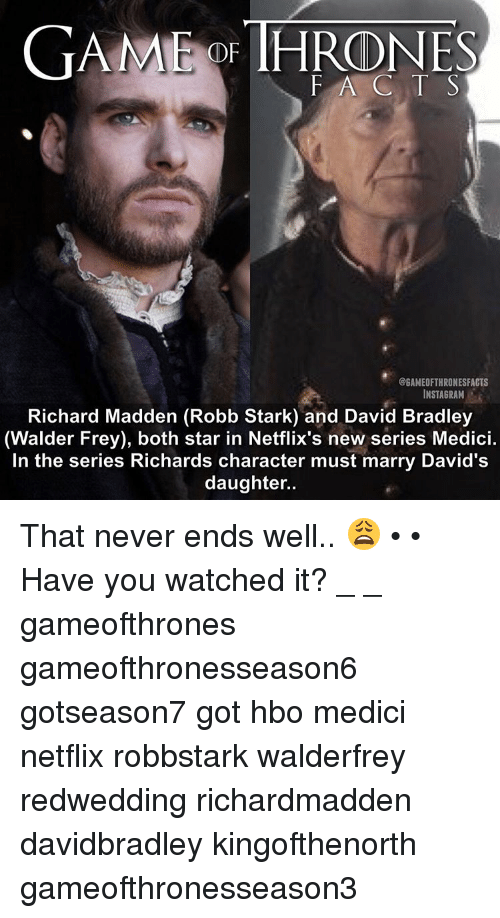 GAME OF THRONES
FACTS
@GAMEOFTHRONESFACTS
INSTAGRAM
Richard Madden (Robb Stark) and David Bradley
(Walder Frey), both star in Netflix's new series Medici.
In the series Richards character must marry David's
daughter..
That never ends well.. 😩 • •
Have you watched it? _ _
gameofthrones
gameofthronesseason6
gotseason7 got hbo medici
netflix robbstark walderfrey
redwedding richardmadden
davidbradley kingofthenorth
gameofthronesseason3